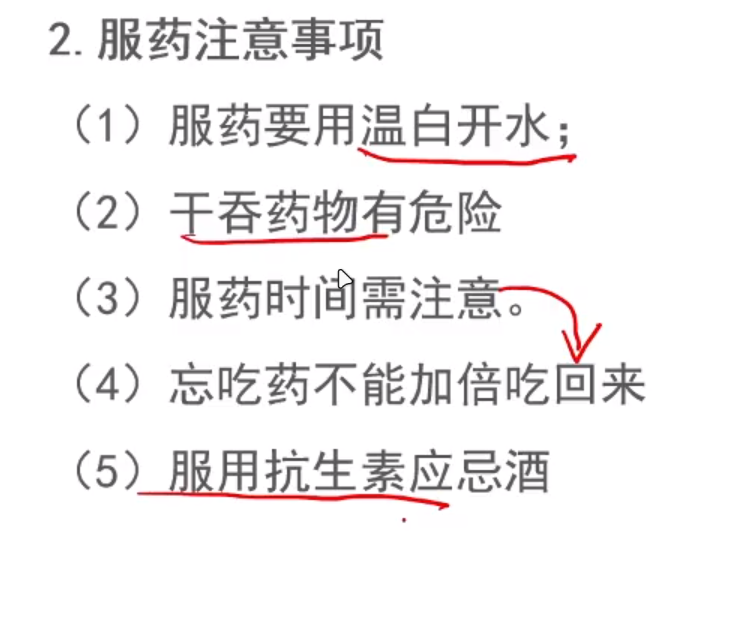 2. 服药注意事项
（1）服药要用温白开水；
（2）干吞药物有危险
（3）服药时间需注意。
（4）忘吃药不能加倍吃回来
（5）服用抗生素应忌酒